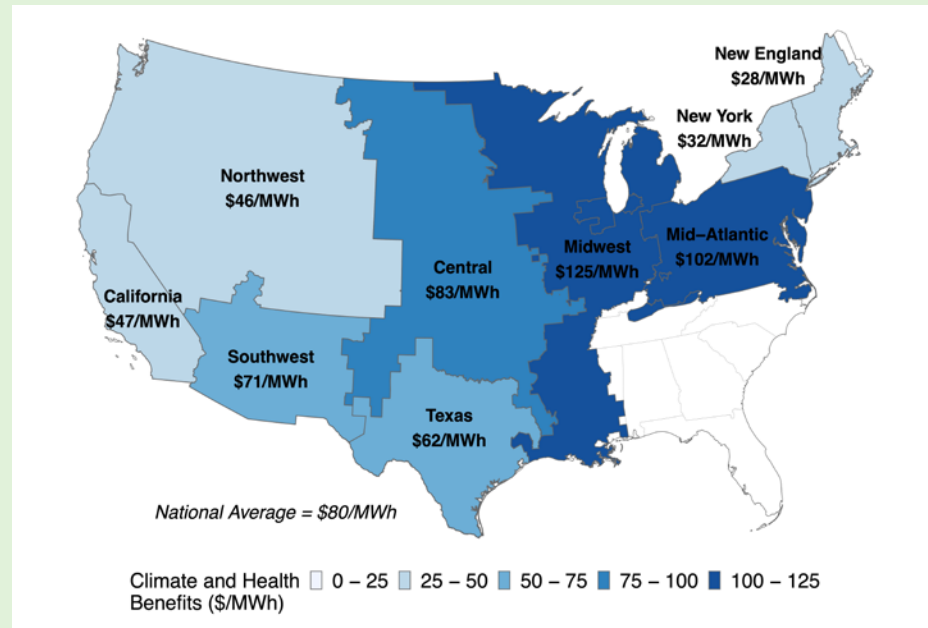 New England
$28/MWh
New York
$32/MWh
Northwest
$46/MWh
Mid–Atlantic
$102/MWh
Midwest
$125/MWh
Central
$83/MWh
California
$47/MWh
Southwest
$71/MWh
Texas
$62/MWh
National Average = $80/MWh
Climate and Health
Benefits ($/MWh)
0 – 25
25 – 50
50 – 75
75 – 100
100 – 125